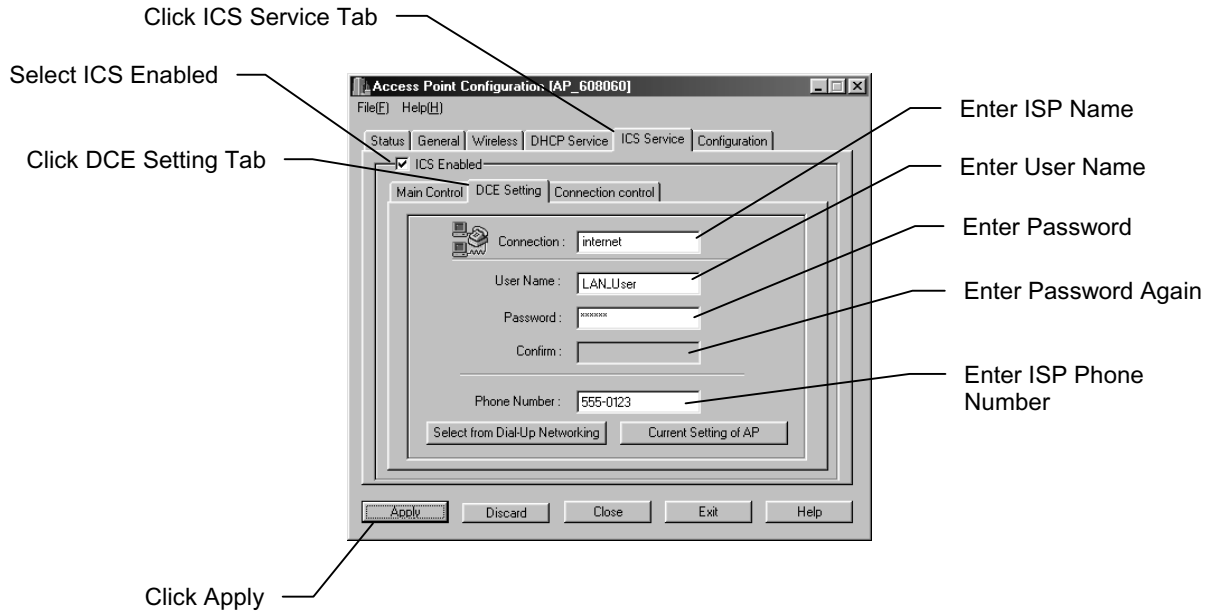 Click ICS Service Tab
Select ICS Enabled
Click DCE Setting Tab
Access Point Configuration [AP_608060]
File(F) Help(H)
Status General Wireless DHCP Service ICS Service Configuration
ICS Enabled
Main Control DCE Setting Connection control
Connection : internet
User Name : LAN_User
Password : ××××××
Confirm :
Phone Number : 555-0123
Select from Dial-Up Networking Current Setting of AP
Apply Discard Close Exit Help
Enter ISP Name
Enter User Name
Enter Password
Enter Password Again
Enter ISP Phone
Number
Click Apply